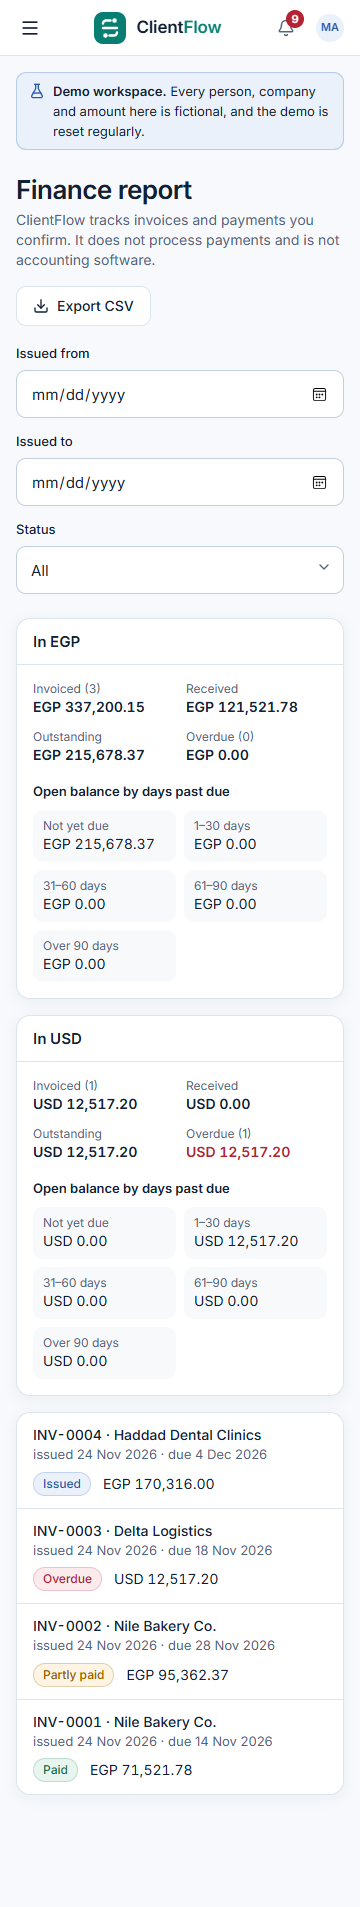 ClientFlow
9
MA
Demo workspace. Every person, company
and amount here is fictional, and the demo is
reset regularly.
Finance report
ClientFlow tracks invoices and payments you
confirm. It does not process payments and is not
accounting software.
Export CSV
Issued from
mm/dd/yyyy
Issued to
mm/dd/yyyy
Status
All
In EGP
Invoiced (3) Received
EGP 337,200.15 EGP 121,521.78
Outstanding Overdue (0)
EGP 215,678.37 EGP 0.00
Open balance by days past due
Not yet due 1–30 days
EGP 215,678.37 EGP 0.00
31–60 days 61–90 days
EGP 0.00 EGP 0.00
Over 90 days
EGP 0.00
In USD
Invoiced (1) Received
USD 12,517.20 USD 0.00
Outstanding Overdue (1)
USD 12,517.20 USD 12,517.20
Open balance by days past due
Not yet due 1–30 days
USD 0.00 USD 12,517.20
31–60 days 61–90 days
USD 0.00 USD 0.00
Over 90 days
USD 0.00
INV-0004 · Haddad Dental Clinics
issued 24 Nov 2026 · due 4 Dec 2026
Issued EGP 170,316.00
INV-0003 · Delta Logistics
issued 24 Nov 2026 · due 18 Nov 2026
Overdue USD 12,517.20
INV-0002 · Nile Bakery Co.
issued 24 Nov 2026 · due 28 Nov 2026
Partly paid EGP 95,362.37
INV-0001 · Nile Bakery Co.
issued 24 Nov 2026 · due 14 Nov 2026
Paid EGP 71,521.78